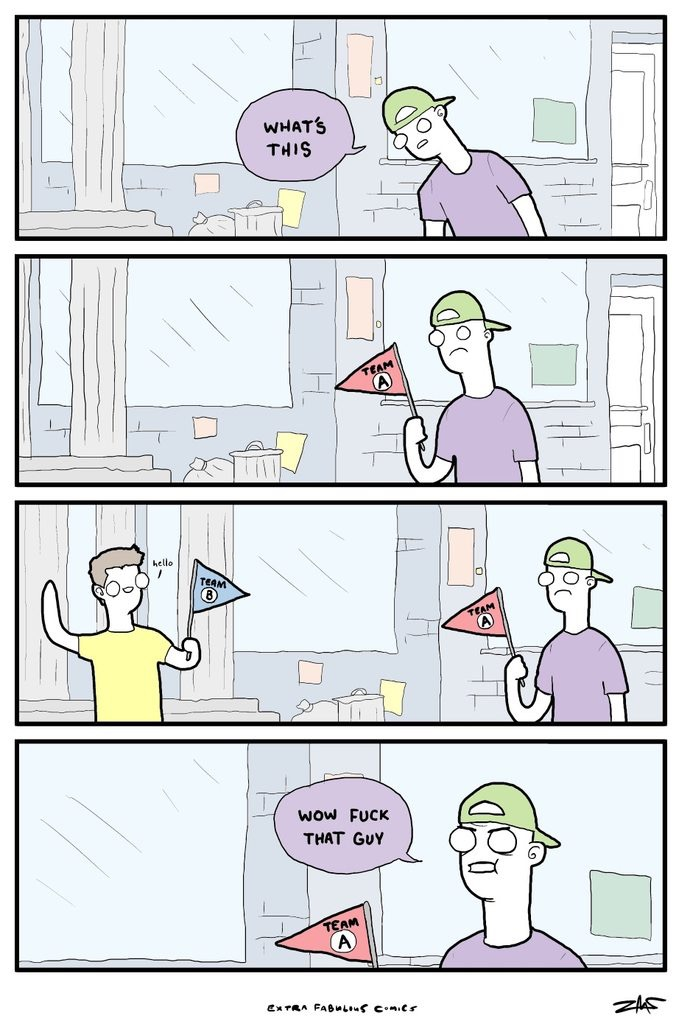 WHAT'S
THIS
TEAM
A
hello
TEAM
B
TEAM
A
WOW FUCK
THAT GUY
TEAM
A
EXTRA FABULOUS COMICS